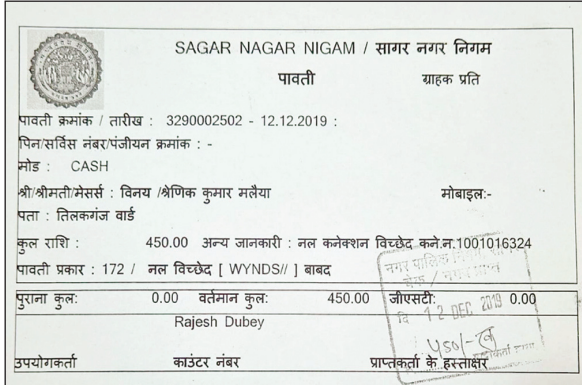 SAGAR NAGAR NIGAM / सागर नगर निगम
पावती ग्राहक प्रति
पावती क्रमांक / तारीख : 3290002502 - 12.12.2019 :
पिन/सर्विस नंबर/पंजीयन क्रमांक : -
मोड : CASH
श्री/श्रीमती/मेसर्स : विनय /श्रेणिक कुमार मलैया मोबाइल:-
पता : तिलकगंज वार्ड
कुल राशि : 450.00 अन्य जानकारी : नल कनेक्शन विच्छेद कने.न.1001016324
पावती प्रकार : 172 / नल विच्छेद [ WYNDS// ] बाबद
नगर पालिक
पुराना कुल: 0.00 वर्तमान कुल: 450.00 जीएसटी: 0.00
दि 12 DEC 2019
Rajesh Dubey
४५०/-
उपयोगकर्ता काउंटर नंबर प्राप्तकर्ता के हस्ताक्षर